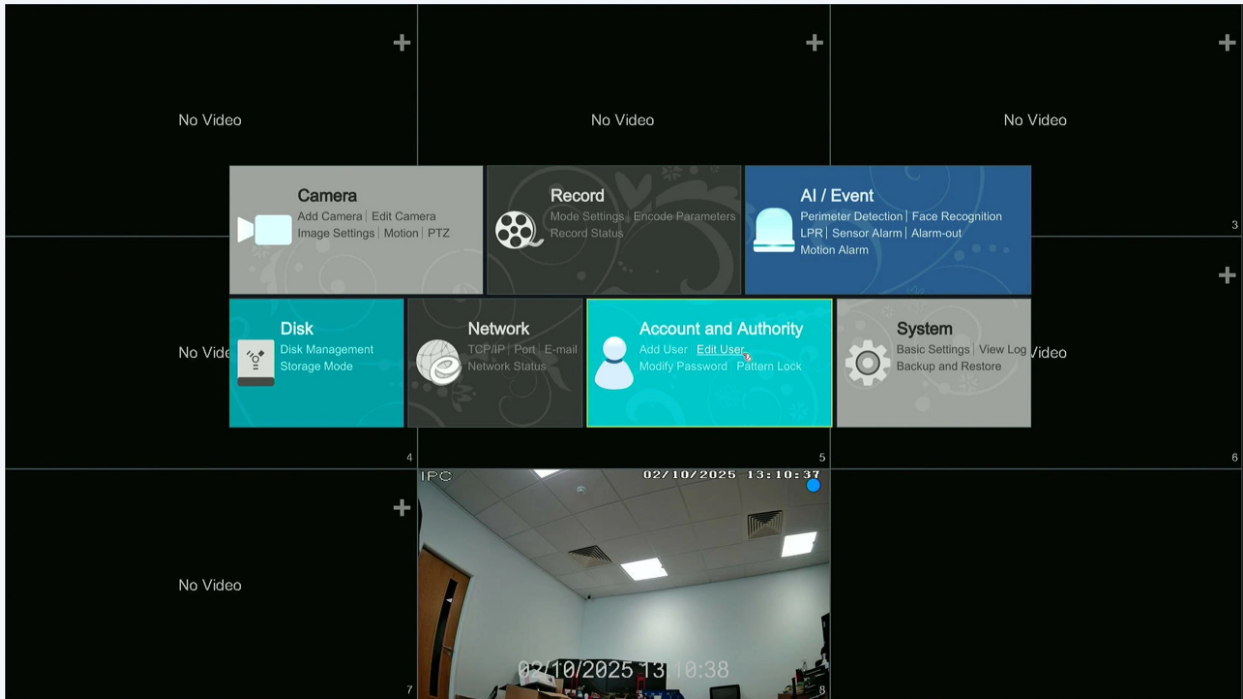 No Video
No Video
No Video
3
Camera
Add Camera | Edit Camera
Image Settings | Motion | PTZ
Record
Mode Settings | Encode Parameters
Record Status
AI / Event
Perimeter Detection | Face Recognition
LPR | Sensor Alarm | Alarm-out
Motion Alarm
No Vide
Disk
Disk Management
Storage Mode
Network
TCP/IP | Port | E-mail
Network Status
Account and Authority
Add User Edit User
Modify Password Pattern Lock
System
Basic Settings | View Log
Backup and Restore
Video
4
5
6
IPC
02/10/2025 13:10:37
No Video
02/10/2025 13:10:38
7
8